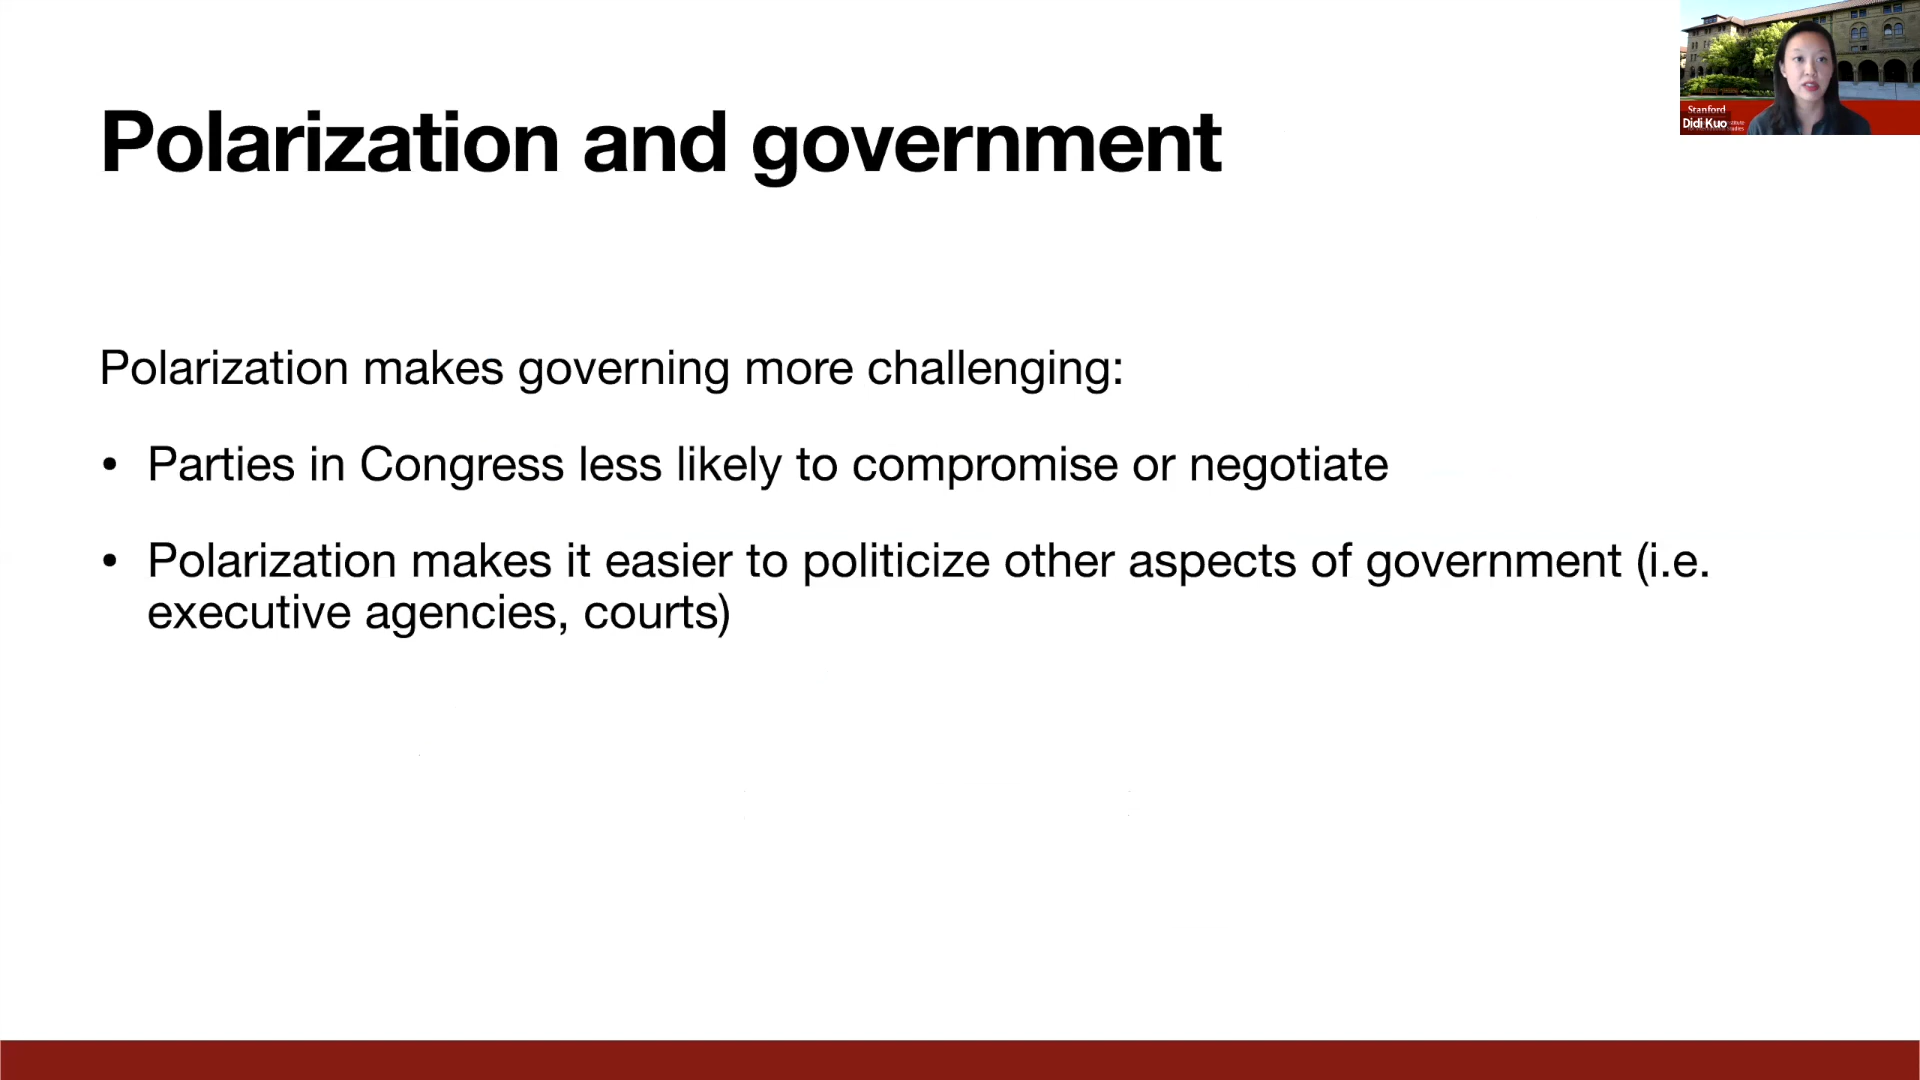 Polarization and government
Stanford
Didi Kuo
Polarization makes governing more challenging:
• Parties in Congress less likely to compromise or negotiate
• Polarization makes it easier to politicize other aspects of government (i.e.
executive agencies, courts)